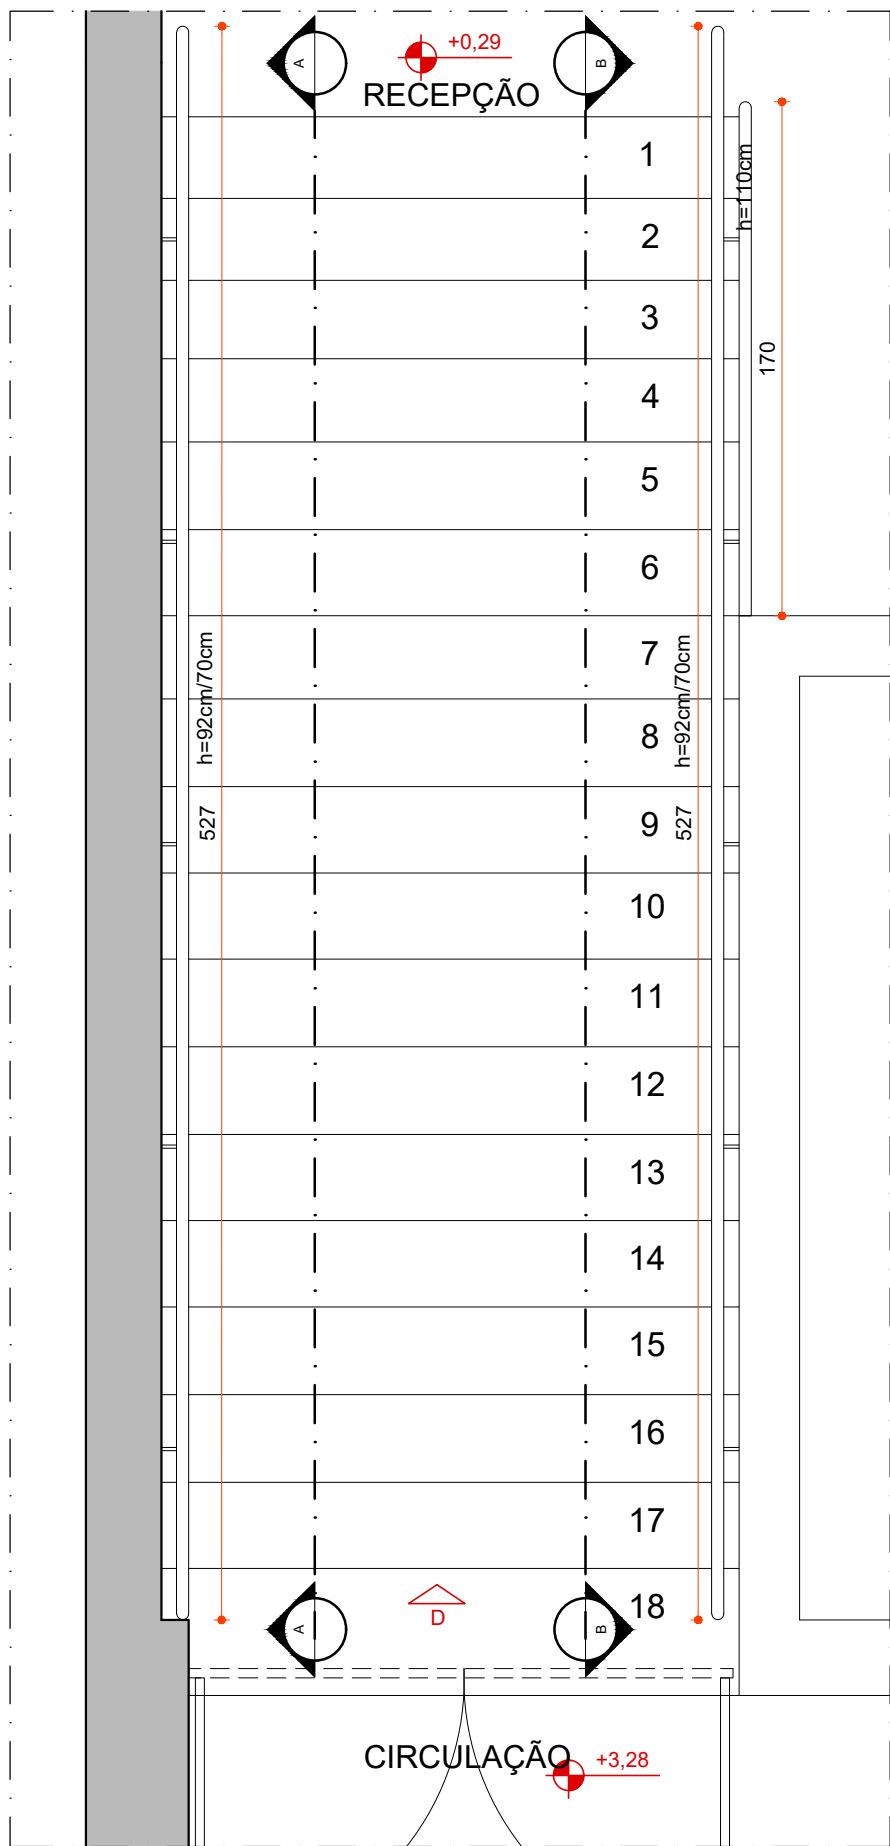 +0,29
A
B
RECEPÇÃO
1
h=110cm
2
3
170
4
5
6
7
h=92cm/70cm
h=92cm/70cm
8
527
9
527
10
11
12
13
14
15
16
17
18
A
D
B
CIRCULAÇÃO
+3,28